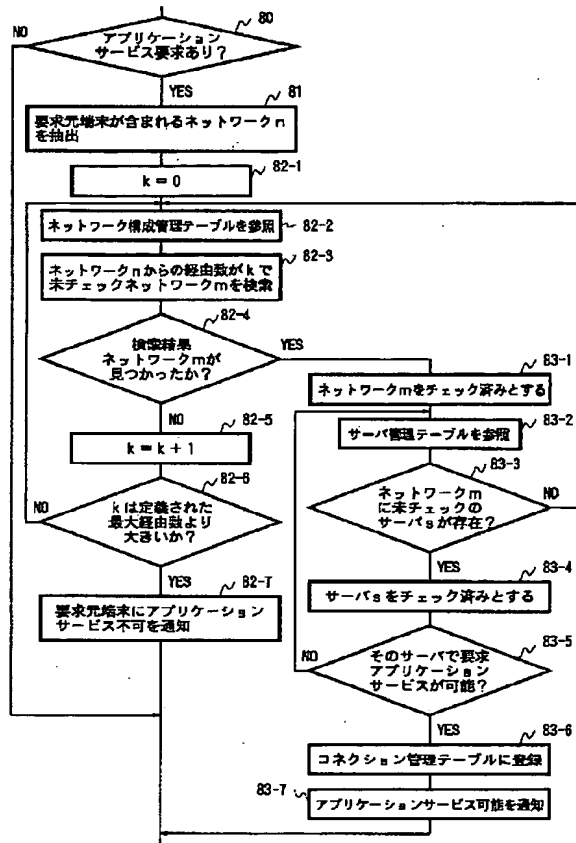 80
NO
アプリケーション
サービス要求あり?
YES
81
要求元端末が含まれるネットワークn
を抽出
82-1
k=0
ネットワーク構成管理テーブルを参照
82-2
82-3
ネットワークnからの経由数がkで
未チェックネットワークmを検索
82-4
検索結果
ネットワークmが
見つかったか?
YES
NO
82-5
k=k+1
82-6
NO
kは定義された
最大経由数より
大きいか?
YES
82-7
要求元端末にアプリケーション
サービス不可を通知
83-1
ネットワークmをチェック済みとする
83-2
サーバ管理テーブルを参照
83-3
ネットワークm
に未チェックの
サーバsが存在?
NO
YES
83-4
サーバsをチェック済みとする
83-5
NO
そのサーバで要求
アプリケーション
サービスが可能?
YES
83-6
コネクション管理テーブルに登録
83-7
アプリケーションサービス可能を通知